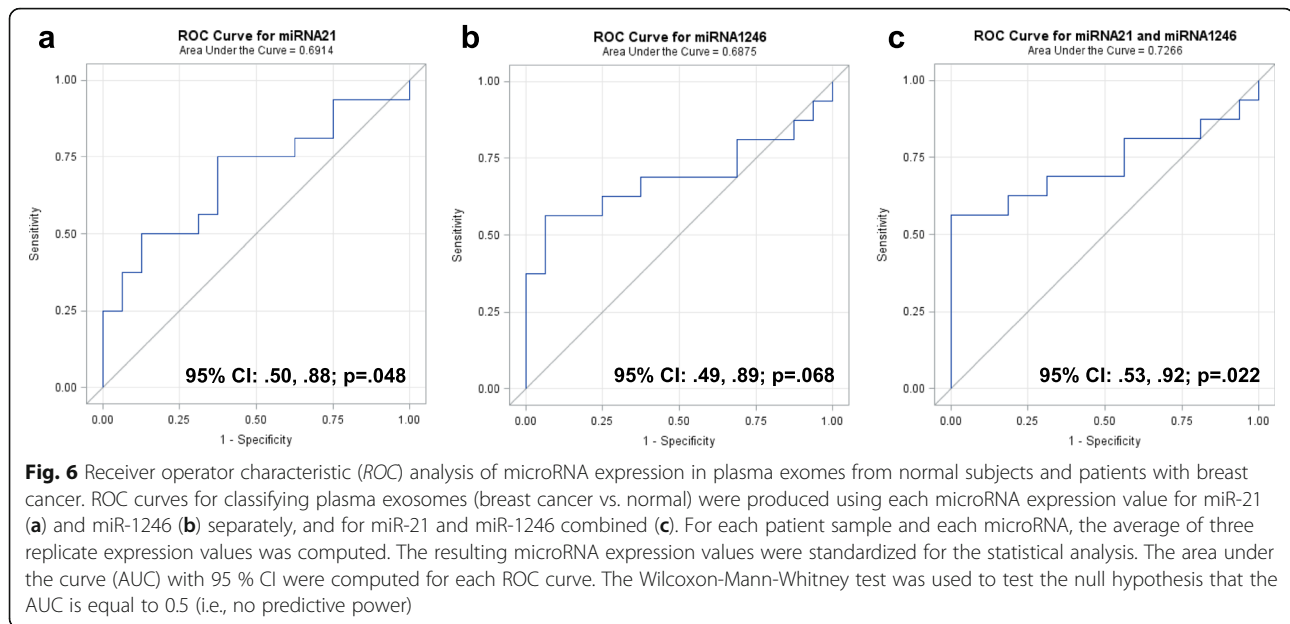 a
ROC Curve for miRNA21
Area Under the Curve = 0.6914
1.00
0.75
0.50
0.25
0.00
Sensitivity
95% CI: .50, .88; p=.048
0.00 0.25 0.50 0.75 1.00
1 - Specificity
b
ROC Curve for miRNA1246
Area Under the Curve = 0.6875
1.00
0.75
0.50
0.25
0.00
Sensitivity
95% CI: .49, .89; p=.068
0.00 0.25 0.50 0.75 1.00
1 - Specificity
c
ROC Curve for miRNA21 and miRNA1246
Area Under the Curve = 0.7266
1.00
0.75
0.50
0.25
0.00
Sensitivity
95% CI: .53, .92; p=.022
0.00 0.25 0.50 0.75 1.00
1 - Specificity
Fig. 6 Receiver operator characteristic (ROC) analysis of microRNA expression in plasma exomes from normal subjects and patients with breast
cancer. ROC curves for classifying plasma exosomes (breast cancer vs. normal) were produced using each microRNA expression value for miR-21
(a) and miR-1246 (b) separately, and for miR-21 and miR-1246 combined (c). For each patient sample and each microRNA, the average of three
replicate expression values was computed. The resulting microRNA expression values were standardized for the statistical analysis. The area under
the curve (AUC) with 95 % CI were computed for each ROC curve. The Wilcoxon-Mann-Whitney test was used to test the null hypothesis that the
AUC is equal to 0.5 (i.e., no predictive power)